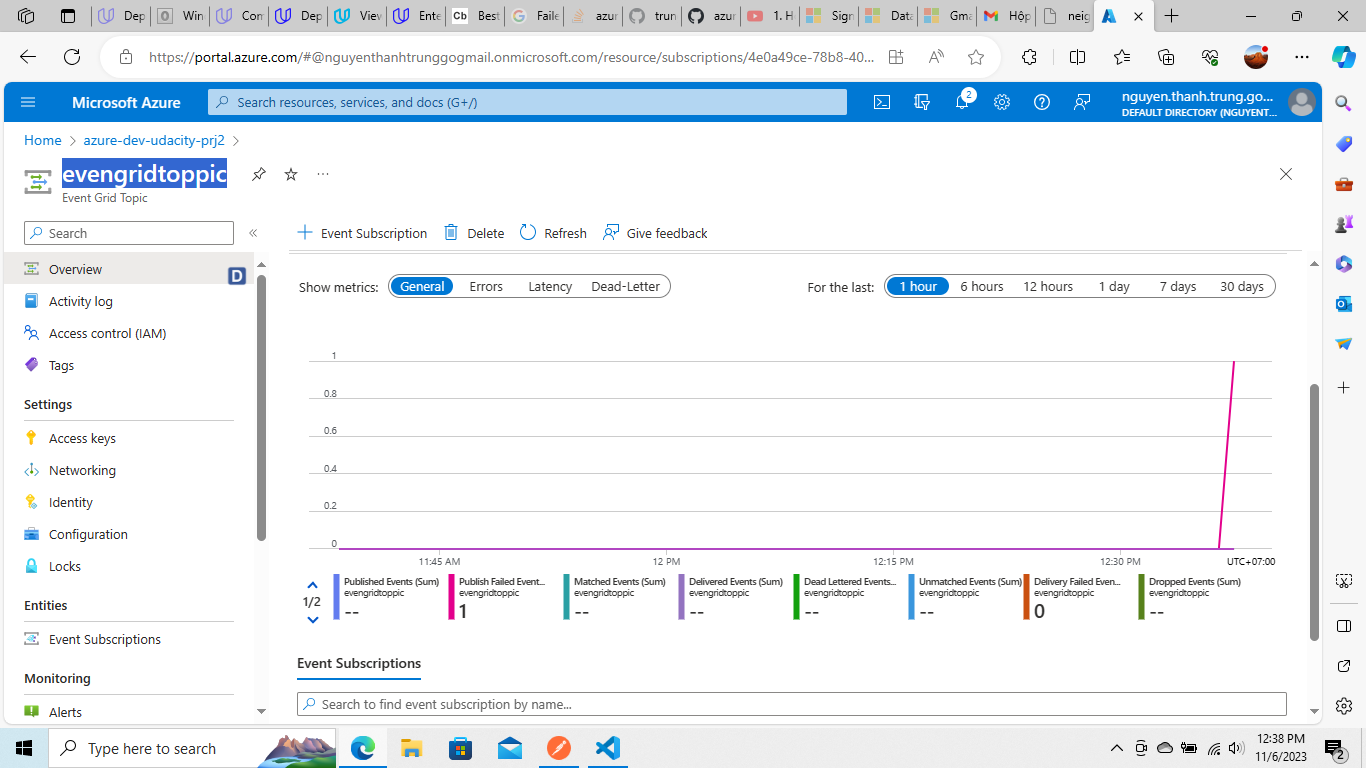 Dep
Win
Con
Dep
View
Ente
Cb Best
Faile
azur
trun
azur
1. H
Sign
Data
Gma
Hộp
neig
https://portal.azure.com/#@nguyenthanhtrunggogmail.onmicrosoft.com/resource/subscriptions/4e0a49ce-78b8-40...
Microsoft Azure
Search resources, services, and docs (G+/)
2
nguyen.thanh.trung.go...
DEFAULT DIRECTORY (NGUYENT...
Home > azure-dev-udacity-prj2 >
evengridtoppic
Event Grid Topic
Search
Event Subscription Delete Refresh Give feedback
Overview
D
Activity log
Access control (IAM)
Tags
Settings
Access keys
Networking
Identity
Configuration
Locks
Entities
Event Subscriptions
Monitoring
Alerts
Show metrics: General Errors Latency Dead-Letter
For the last: 1 hour 6 hours 12 hours 1 day 7 days 30 days
1
0.8
0.6
0.4
0.2
0
11:45 AM 12 PM 12:15 PM 12:30 PM UTC+07:00
1/2
Published Events (Sum)
evengridtoppic
--
Publish Failed Event...
evengridtoppic
1
Matched Events (Sum)
evengridtoppic
--
Delivered Events (Sum)
evengridtoppic
--
Dead Lettered Events...
evengridtoppic
--
Unmatched Events (Sum)
evengridtoppic
--
Delivery Failed Even...
evengridtoppic
0
Dropped Events (Sum)
evengridtoppic
--
Event Subscriptions
Search to find event subscription by name...
Type here to search
12:38 PM
11/6/2023
2